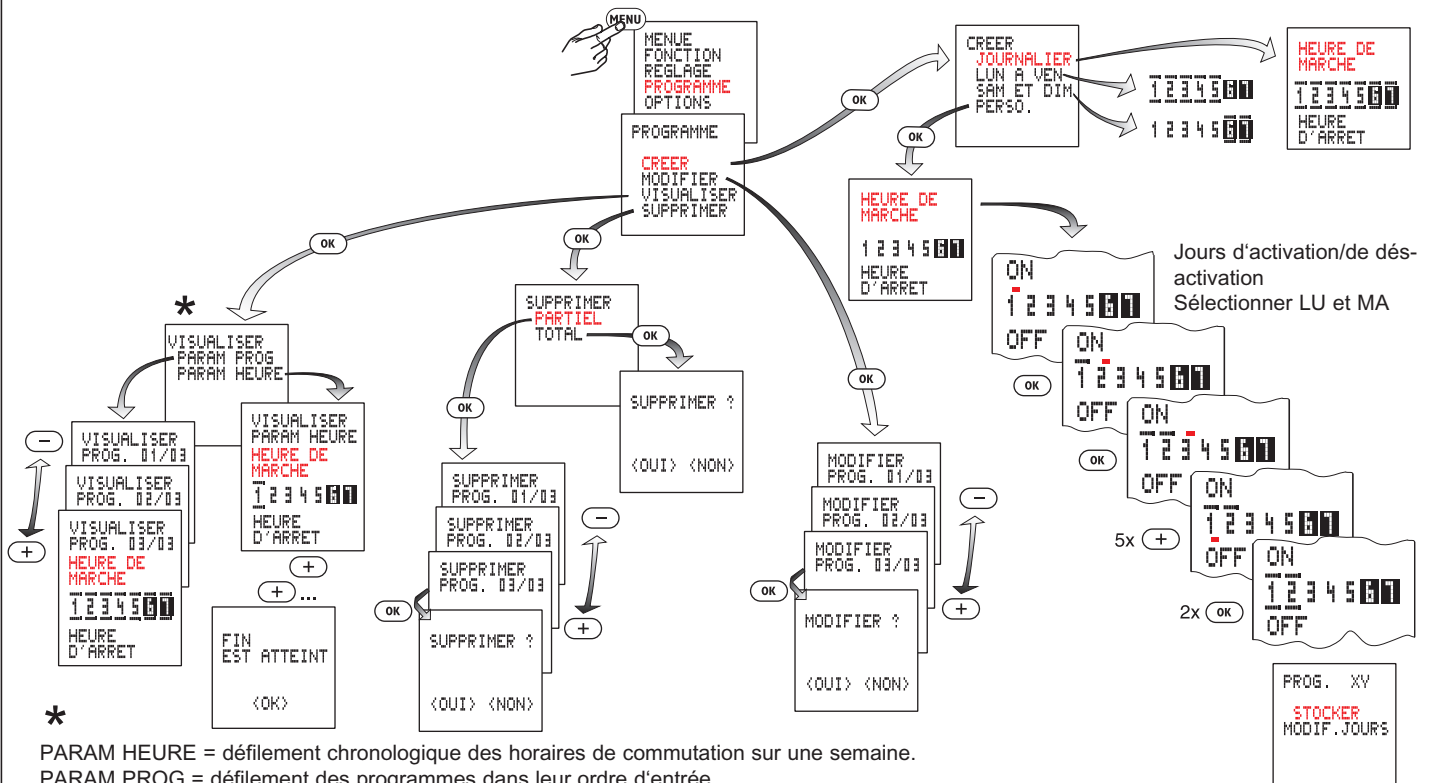 MENU
MENUE
FONCTION
REGLAGE
PROGRAMME
OPTIONS
PROGRAMME
CREER
MODIFIER
VISUALISER
SUPPRIMER
OK
CREER
JOURNALIER
LUN A VEN
SAM ET DIM
PERSO.
1 2 3 4 5 6 7
1 2 3 4 5 6 7
HEURE DE
MARCHE
1 2 3 4 5 6 7
HEURE
D'ARRET
OK
HEURE DE
MARCHE
1 2 3 4 5 6 7
HEURE
D'ARRET
Jours d'activation/de dés-
activation
Sélectionner LU et MA
ON
1 2 3 4 5 6 7
OFF
OK
ON
1 2 3 4 5 6 7
OFF
OK
ON
1 2 3 4 5 6 7
OFF
5x +
ON
1 2 3 4 5 6 7
OFF
2x OK
ON
1 2 3 4 5 6 7
OFF
PROG. XY
STOCKER
MODIF.JOURS
OK
*
VISUALISER
PARAM PROG
PARAM HEURE
−
+
VISUALISER
PROG. 01/03
VISUALISER
PROG. 02/03
VISUALISER
PROG. 03/03
HEURE DE
MARCHE
1 2 3 4 5 6 7
HEURE
D'ARRET
VISUALISER
PARAM HEURE
HEURE DE
MARCHE
1 2 3 4 5 6 7
HEURE
D'ARRET
+
+ ...
FIN
EST ATTEINT
<OK>
OK
SUPPRIMER
PARTIEL
TOTAL
OK
SUPPRIMER ?
<OUI> <NON>
OK
SUPPRIMER
PROG. 01/03
SUPPRIMER
PROG. 02/03
SUPPRIMER
PROG. 03/03
−
+
OK
SUPPRIMER ?
<OUI> <NON>
OK
MODIFIER
PROG. 01/03
MODIFIER
PROG. 02/03
MODIFIER
PROG. 03/03
−
+
OK
MODIFIER ?
<OUI> <NON>
*
PARAM HEURE = défilement chronologique des horaires de commutation sur une semaine.
PARAM PROG = défilement des programmes dans leur ordre d'entrée